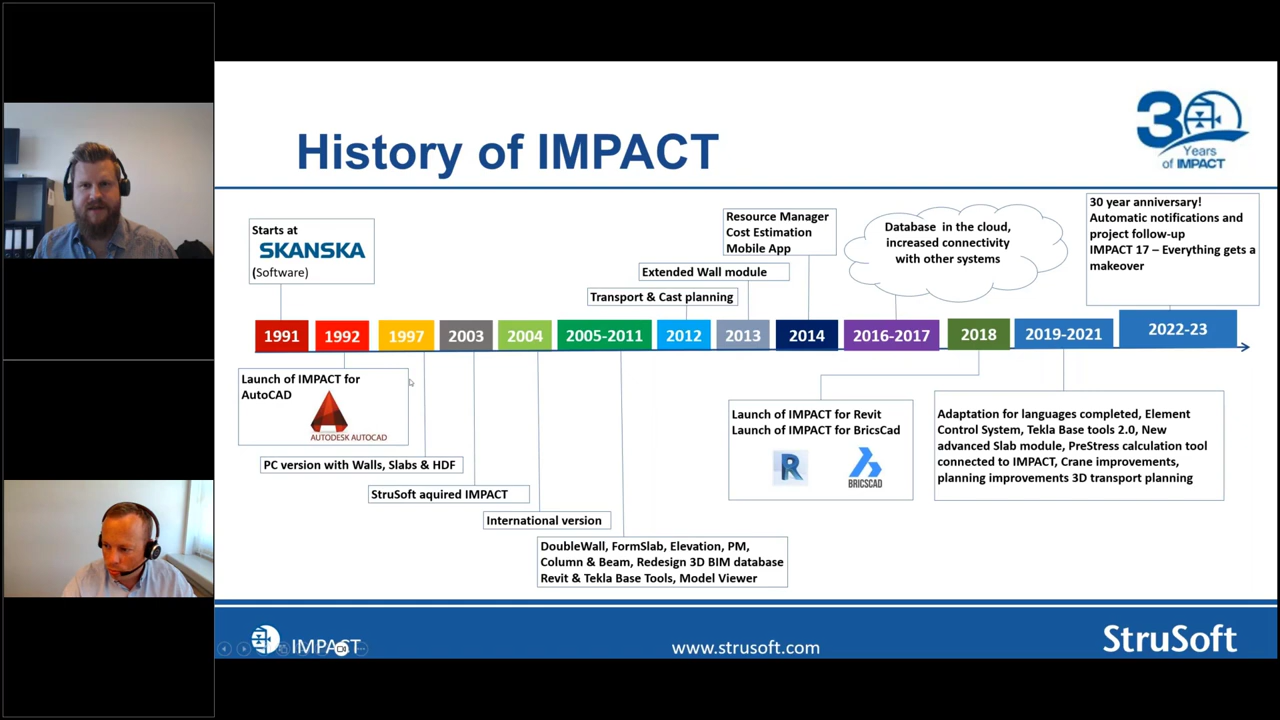 History of IMPACT
30
Years
of IMPACT
Starts at
SKANSKA
(Software)
Transport & Cast planning
Extended Wall module
Resource Manager
Cost Estimation
Mobile App
Database in the cloud,
increased connectivity
with other systems
30 year anniversary!
Automatic notifications and
project follow-up
IMPACT 17 – Everything gets a
makeover
1991
1992
1997
2003
2004
2005-2011
2012
2013
2014
2016-2017
2018
2019-2021
2022-23
Launch of IMPACT for
AutoCAD
AUTODESK AUTOCAD
PC version with Walls, Slabs & HDF
StruSoft aquired IMPACT
International version
DoubleWall, FormSlab, Elevation, PM,
Column & Beam, Redesign 3D BIM database
Revit & Tekla Base Tools, Model Viewer
Launch of IMPACT for Revit
Launch of IMPACT for BricsCad
R
BRICSCAD
Adaptation for languages completed, Element
Control System, Tekla Base tools 2.0, New
advanced Slab module, PreStress calculation tool
connected to IMPACT, Crane improvements,
planning improvements 3D transport planning
IMPACT
www.strusoft.com
StruSoft